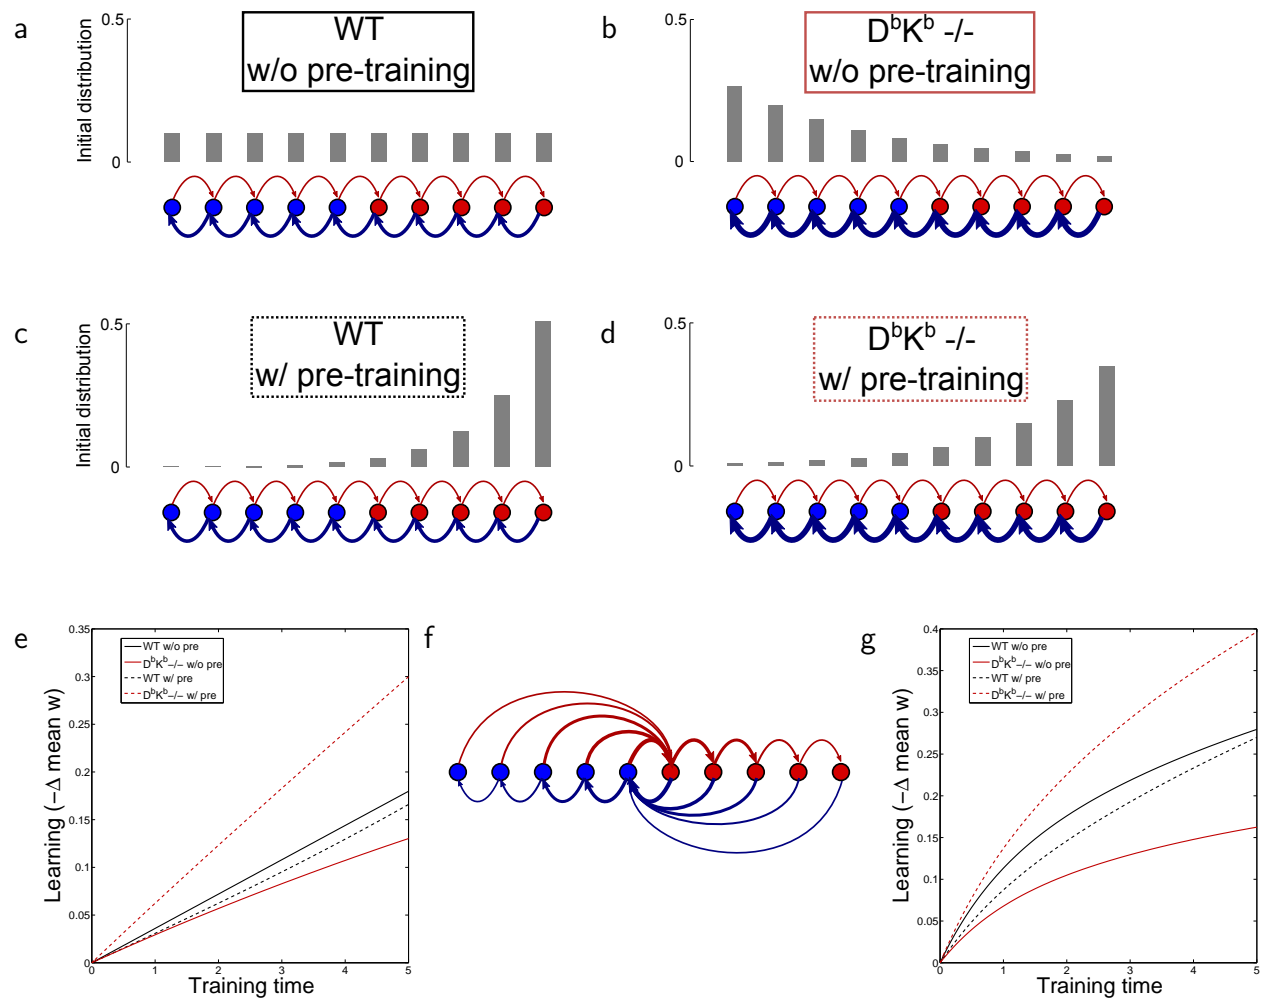 a
0.5
Initial distribution
0
WT
w/o pre-training
b
0.5
0
DᵇKᵇ -/-
w/o pre-training
c
0.5
Initial distribution
0
WT
w/ pre-training
d
0.5
0
DᵇKᵇ -/-
w/ pre-training
e
0.35
0.3
0.25
0.2
0.15
0.1
0.05
0
Learning (−Δ mean w)
WT w/o pre
DᵇKᵇ−/− w/o pre
WT w/ pre
DᵇKᵇ−/− w/ pre
0 1 2 3 4 5
Training time
f
g
0.4
0.35
0.3
0.25
0.2
0.15
0.1
0.05
0
Learning (−Δ mean w)
WT w/o pre
DᵇKᵇ−/− w/o pre
WT w/ pre
DᵇKᵇ−/− w/ pre
0 1 2 3 4 5
Training time